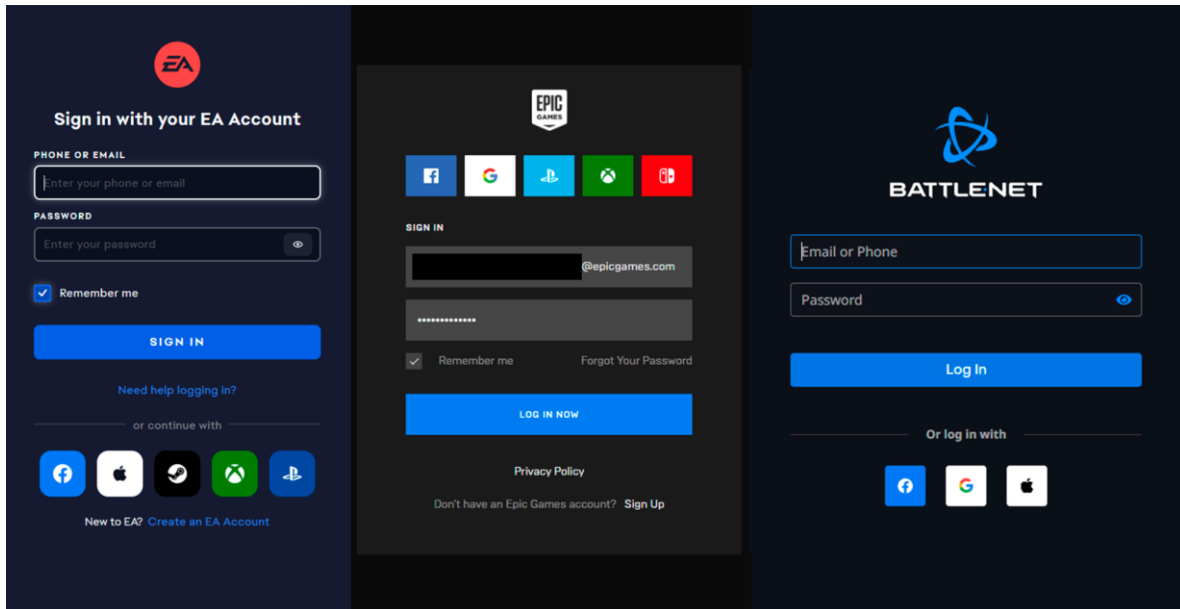 EA
Sign in with your EA Account
PHONE OR EMAIL
Enter your phone or email
PASSWORD
Enter your password
Remember me
SIGN IN
Need help logging in?
or continue with
New to EA? Create an EA Account
EPIC
GAMES
SIGN IN
@epicgames.com
•••••••••••••
Remember me Forgot Your Password
LOG IN NOW
Privacy Policy
Don't have an Epic Games account? Sign Up
BATTLE.NET
Email or Phone
Password
Log In
Or log in with